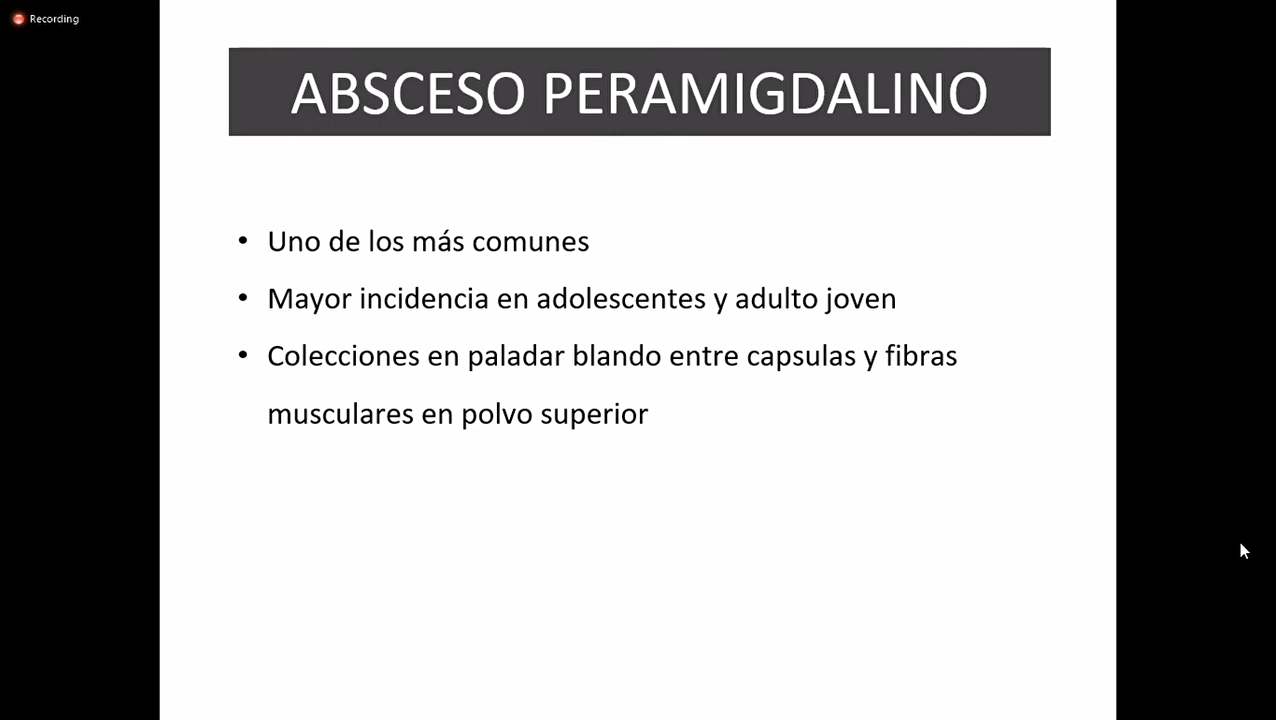 Recording
ABSCESO PERAMIGDALINO
• Uno de los más comunes
• Mayor incidencia en adolescentes y adulto joven
• Colecciones en paladar blando entre capsulas y fibras
musculares en polvo superior